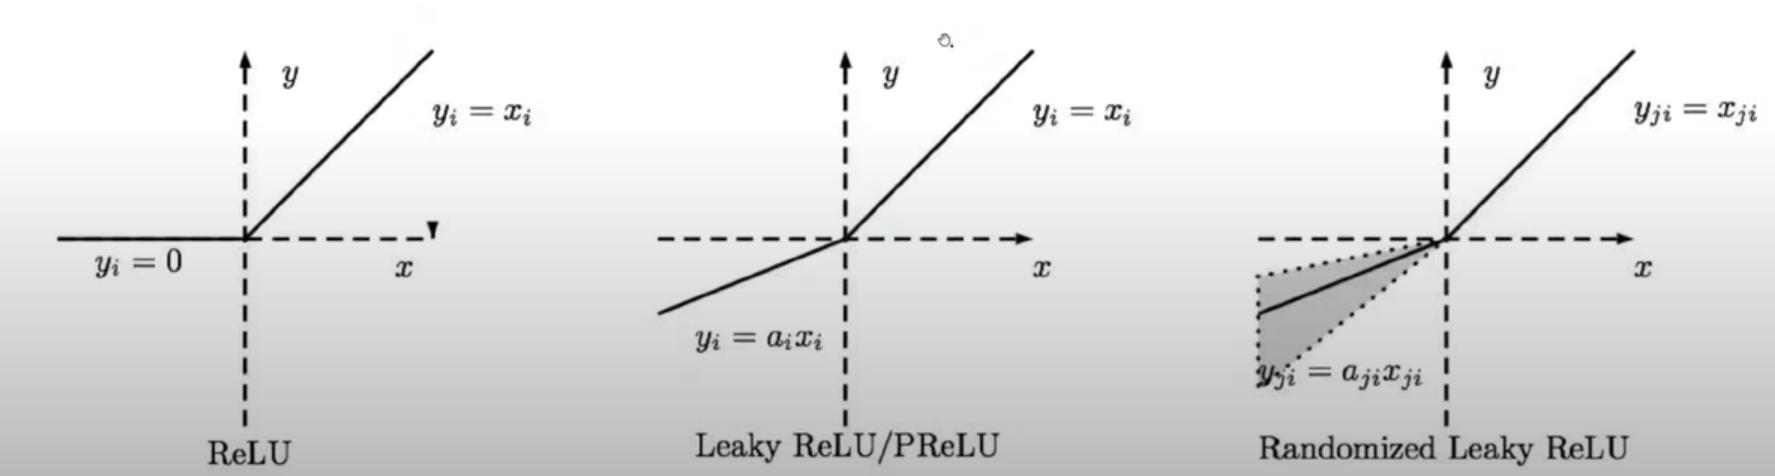 y
y_i = x_i
y_i = 0
x
ReLU
y
y_i = x_i
x
y_i = a_i x_i
Leaky ReLU/PReLU
y
y_{ji} = x_{ji}
x
y_{ji} = a_{ji} x_{ji}
Randomized Leaky ReLU